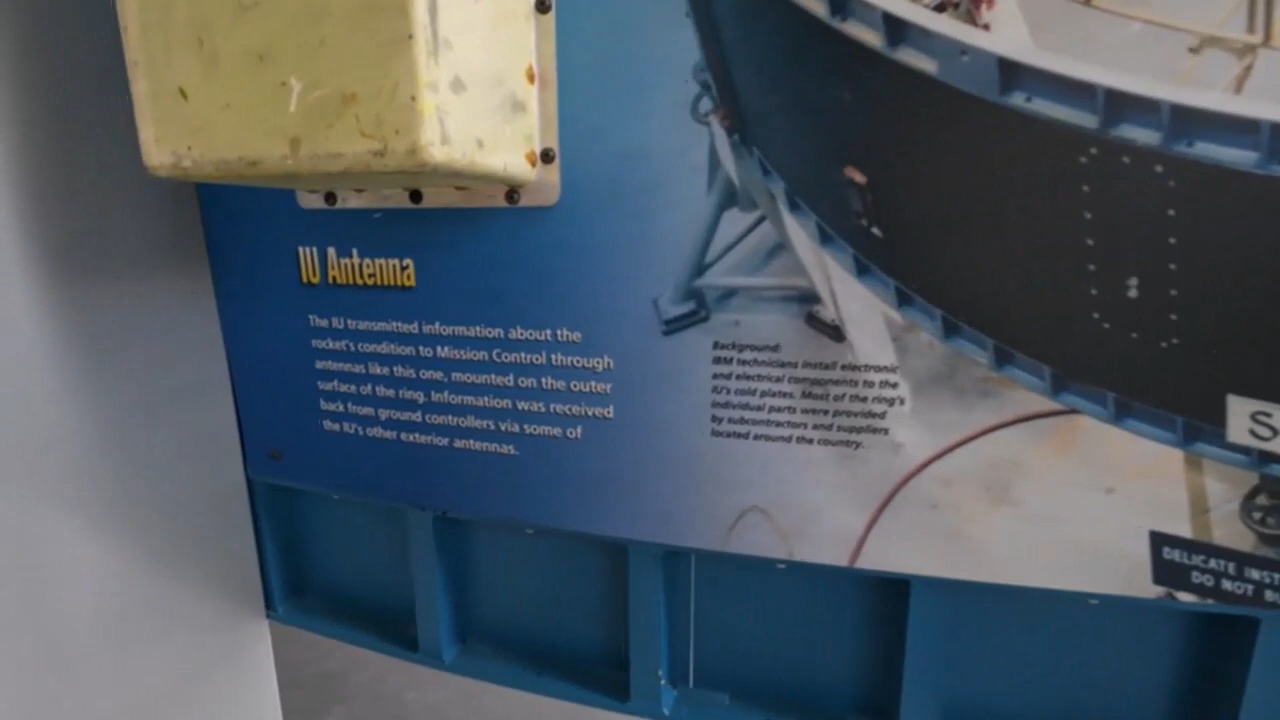 IU Antenna
The IU transmitted information about the
rocket's condition to Mission Control through
antennas like this one, mounted on the outer
surface of the ring. Information was received
back from ground controllers via some of
the IU's other exterior antennas.
Background:
IBM technicians install electronic
and electrical components to the
IU's cold plates. Most of the ring's
individual parts were provided
by subcontractors and suppliers
located around the country.
S
DELICATE INST
DO NOT